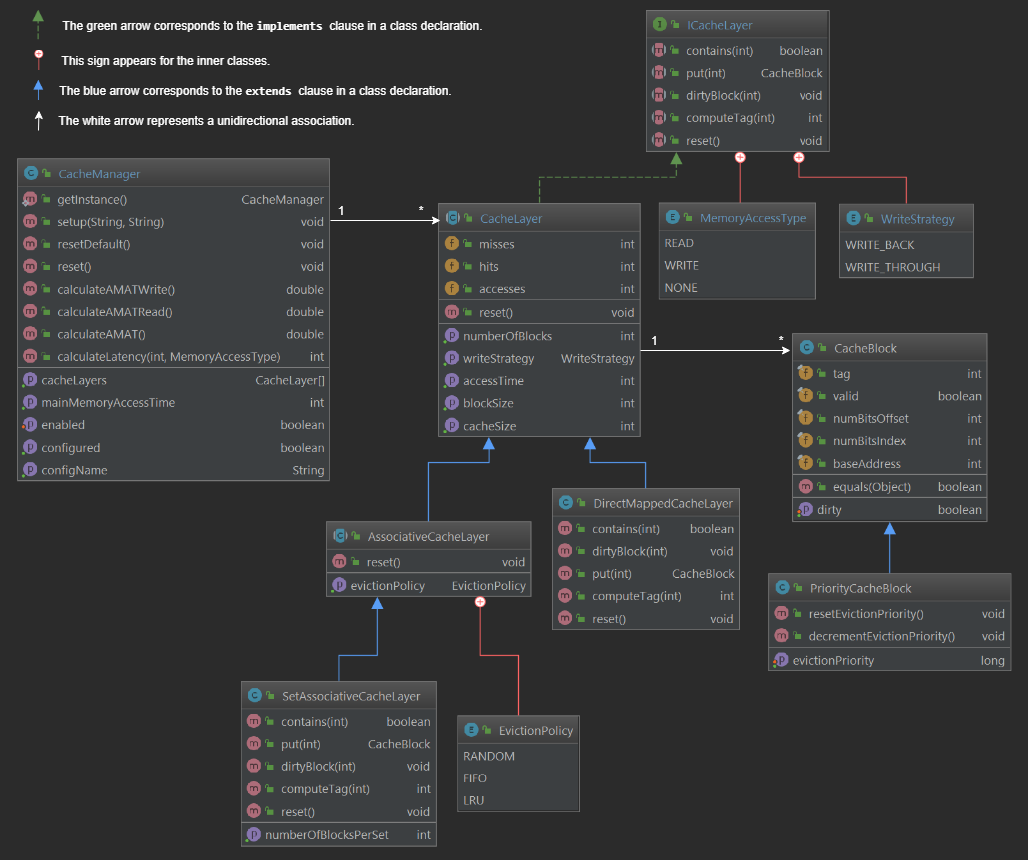 The green arrow corresponds to the implements clause in a class declaration.
This sign appears for the inner classes.
The blue arrow corresponds to the extends clause in a class declaration.
The white arrow represents a unidirectional association.
I ICacheLayer
m contains(int) boolean
m put(int) CacheBlock
m dirtyBlock(int) void
m computeTag(int) int
m reset() void
C CacheManager
m getInstance() CacheManager
m setup(String, String) void
m resetDefault() void
m reset() void
m calculateAMATWrite() double
m calculateAMATRead() double
m calculateAMAT() double
m calculateLatency(int, MemoryAccessType) int
p cacheLayers CacheLayer[]
p mainMemoryAccessTime int
p enabled boolean
p configured boolean
p configName String
1 *
C CacheLayer
f misses int
f hits int
f accesses int
m reset() void
p numberOfBlocks int
p writeStrategy WriteStrategy
p accessTime int
p blockSize int
p cacheSize int
E MemoryAccessType
READ
WRITE
NONE
E WriteStrategy
WRITE_BACK
WRITE_THROUGH
1 *
C CacheBlock
f tag int
f valid boolean
f numBitsOffset int
f numBitsIndex int
f baseAddress int
m equals(Object) boolean
p dirty boolean
C AssociativeCacheLayer
m reset() void
p evictionPolicy EvictionPolicy
C DirectMappedCacheLayer
m contains(int) boolean
m dirtyBlock(int) void
m put(int) CacheBlock
m computeTag(int) int
m reset() void
C PriorityCacheBlock
m resetEvictionPriority() void
m decrementEvictionPriority() void
p evictionPriority long
C SetAssociativeCacheLayer
m contains(int) boolean
m put(int) CacheBlock
m dirtyBlock(int) void
m computeTag(int) int
m reset() void
p numberOfBlocksPerSet int
E EvictionPolicy
RANDOM
FIFO
LRU